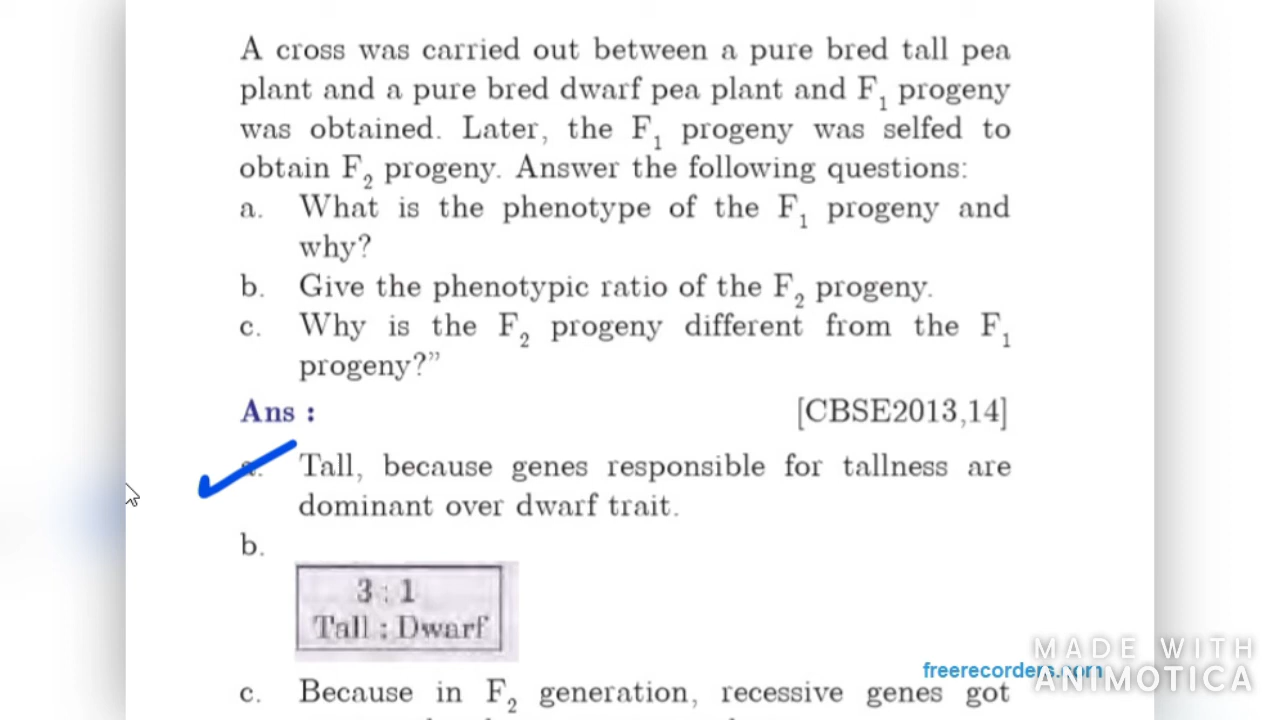 A cross was carried out between a pure bred tall pea
plant and a pure bred dwarf pea plant and F₁ progeny
was obtained. Later, the F₁ progeny was selfed to
obtain F₂ progeny. Answer the following questions:
a. What is the phenotype of the F₁ progeny and
why?
b. Give the phenotypic ratio of the F₂ progeny.
c. Why is the F₂ progeny different from the F₁
progeny?”
Ans : [CBSE2013,14]
a. Tall, because genes responsible for tallness are
dominant over dwarf trait.
b.
3 : 1
Tall : Dwarf
c. Because in F₂ generation, recessive genes got
freerecorders.com
MADE WITH
ANIMOTICA